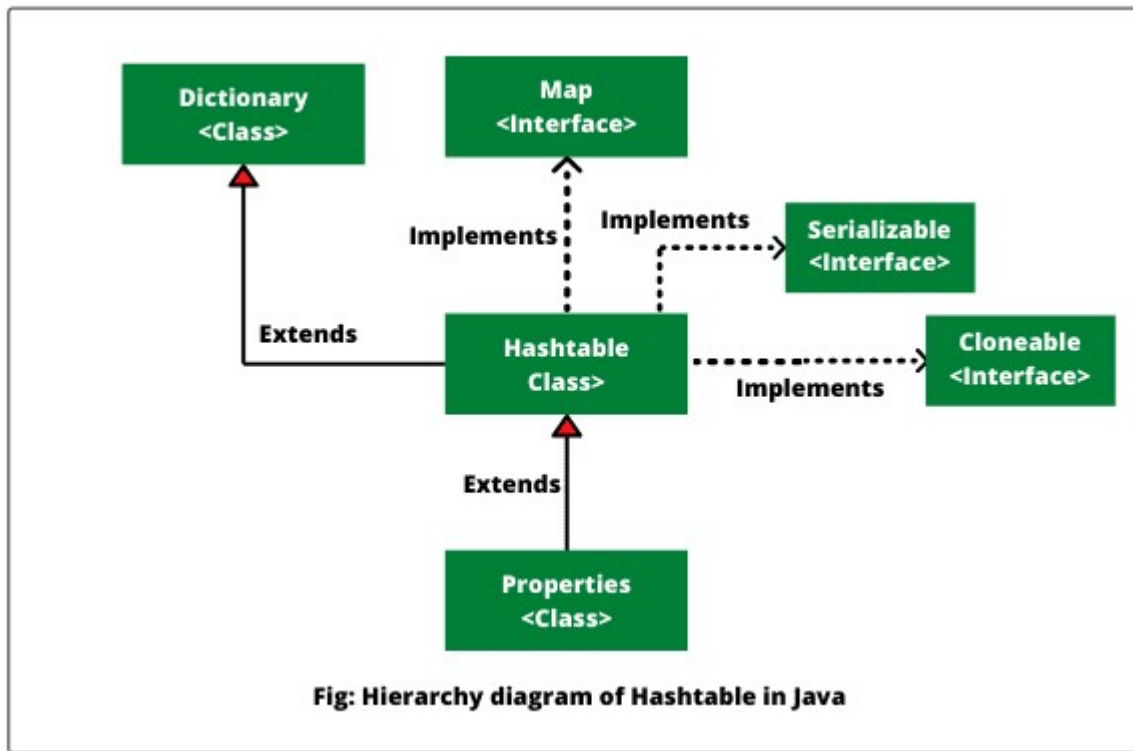 Dictionary
<Class>
Map
<Interface>
Implements
Implements
Serializable
<Interface>
Extends
Hashtable
Class>
Cloneable
<Interface>
Implements
Extends
Properties
<Class>
Fig: Hierarchy diagram of Hashtable in Java